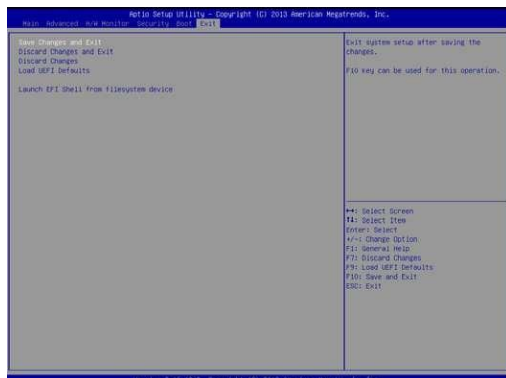 Aptio Setup Utility - Copyright (C) 2013 American Megatrends, Inc.
Main Advanced H/W Monitor Security Boot Exit
Save Changes and Exit
Discard Changes and Exit
Discard Changes
Load UEFI Defaults
Launch EFI Shell from filesystem device
Exit system setup after saving the
changes.
F10 key can be used for this operation.
→←: Select Screen
↑↓: Select Item
Enter: Select
+/-: Change Option
F1: General Help
F7: Discard Changes
F9: Load UEFI Defaults
F10: Save and Exit
ESC: Exit